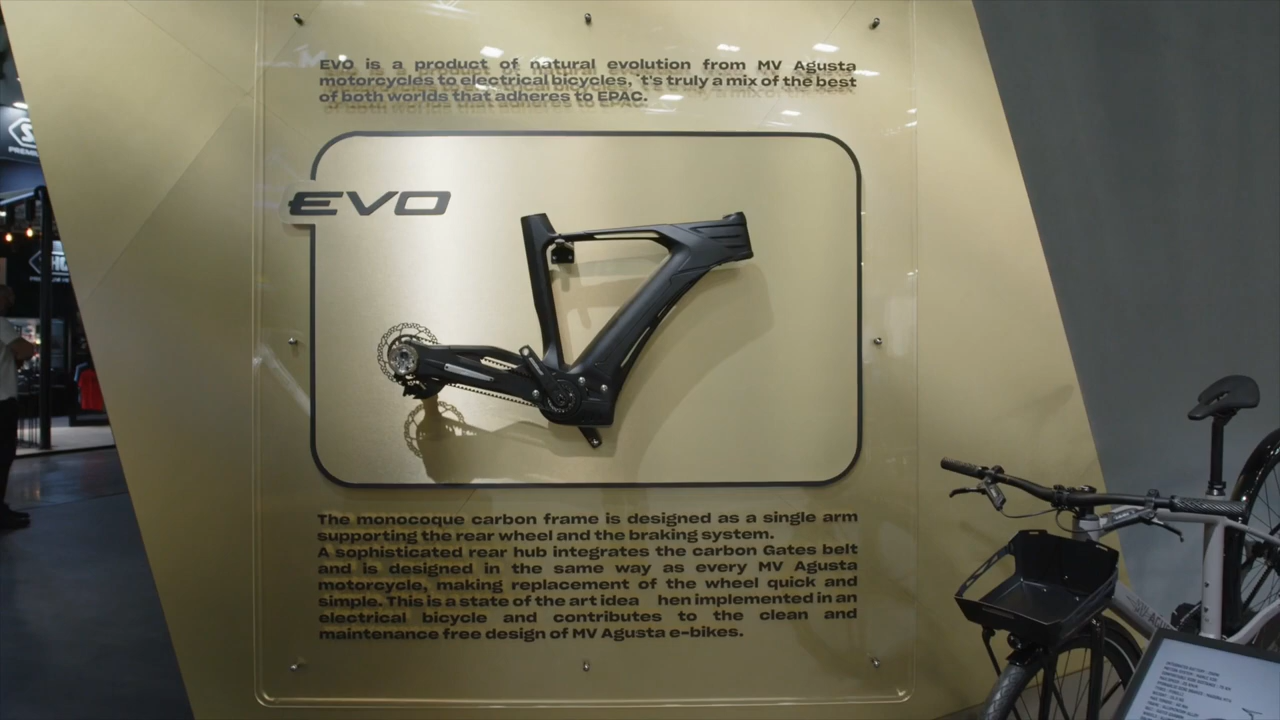 EVO is a product of natural evolution from MV Agusta
motorcycles to electrical bicycles, 't's truly a mix of the best
of both worlds that adheres to EPAC.
EVO
The monocoque carbon frame is designed as a single arm
supporting the rear wheel and the braking system.
A sophisticated rear hub integrates the carbon Gates belt
and is designed in the same way as every MV Agusta
motorcycle, making replacement of the wheel quick and
simple. This is a state of the art idea hen implemented in an
electrical bicycle and contributes to the clean and
maintenance free design of MV Agusta e-bikes.